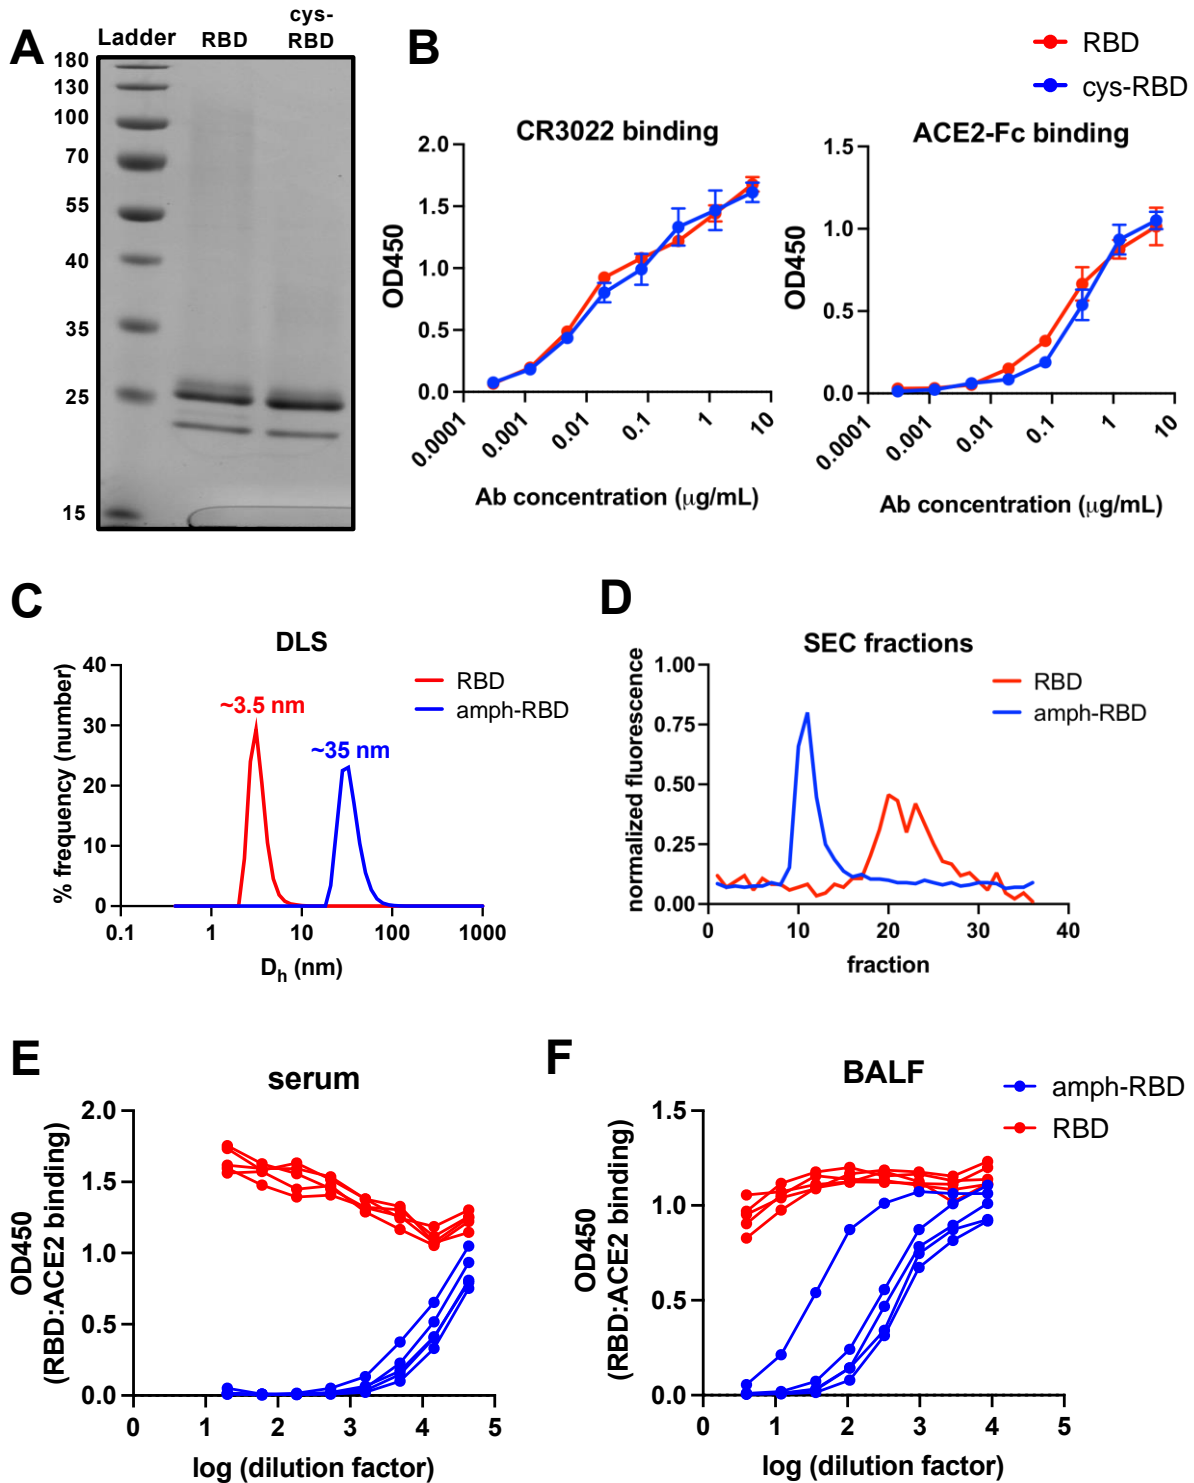 A
Ladder RBD cys-
RBD
180
130
100
70
55
40
35
25
15
B
RBD
cys-RBD
CR3022 binding
OD450
2.0
1.5
1.0
0.5
0.0
0.0001 0.001 0.01 0.1 1 10
Ab concentration (μg/mL)
ACE2-Fc binding
OD450
1.5
1.0
0.5
0.0
0.0001 0.001 0.01 0.1 1 10
Ab concentration (μg/mL)
C
DLS
% frequency (number)
40
30
20
10
0
~3.5 nm
~35 nm
RBD
amph-RBD
0.1 1 10 100 1000
Dh (nm)
D
SEC fractions
normalized fluorescence
1.00
0.75
0.50
0.25
0.00
RBD
amph-RBD
0 10 20 30 40
fraction
E
serum
OD450
(RBD:ACE2 binding)
2.0
1.5
1.0
0.5
0.0
0 1 2 3 4 5
log (dilution factor)
F
BALF
amph-RBD
RBD
OD450
(RBD:ACE2 binding)
1.5
1.0
0.5
0.0
0 1 2 3 4 5
log (dilution factor)